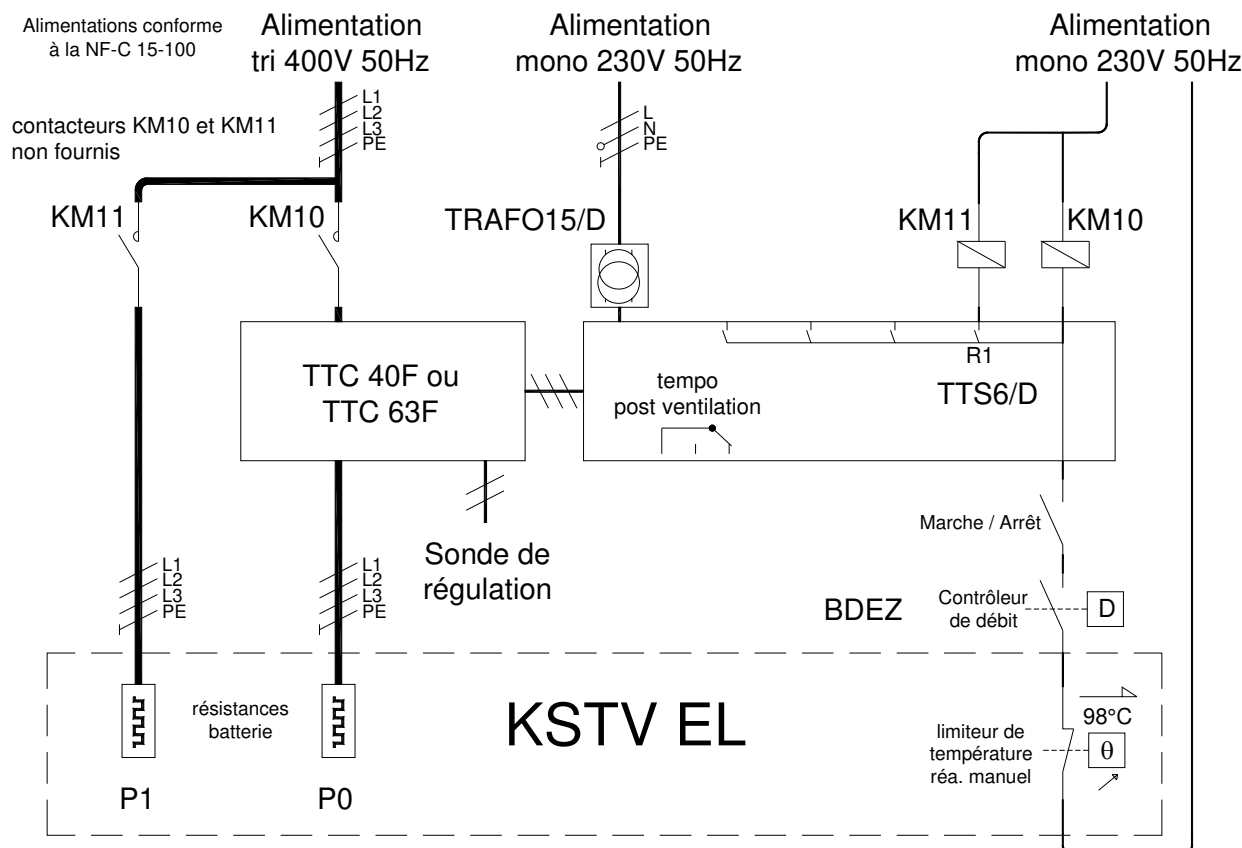 Alimentations conforme
à la NF-C 15-100
Alimentation
tri 400V 50Hz
Alimentation
mono 230V 50Hz
Alimentation
mono 230V 50Hz
L1
L2
L3
PE
L
N
PE
contacteurs KM10 et KM11
non fournis
KM11
KM10
TRAFO15/D
KM11
KM10
R1
TTC 40F ou
TTC 63F
tempo
post ventilation
TTS6/D
Marche / Arrêt
Sonde de
régulation
L1
L2
L3
PE
L1
L2
L3
PE
BDEZ
Contrôleur
de débit
D
résistances
batterie
KSTV EL
98°C
limiteur de
température
réa. manuel
θ
P1
P0